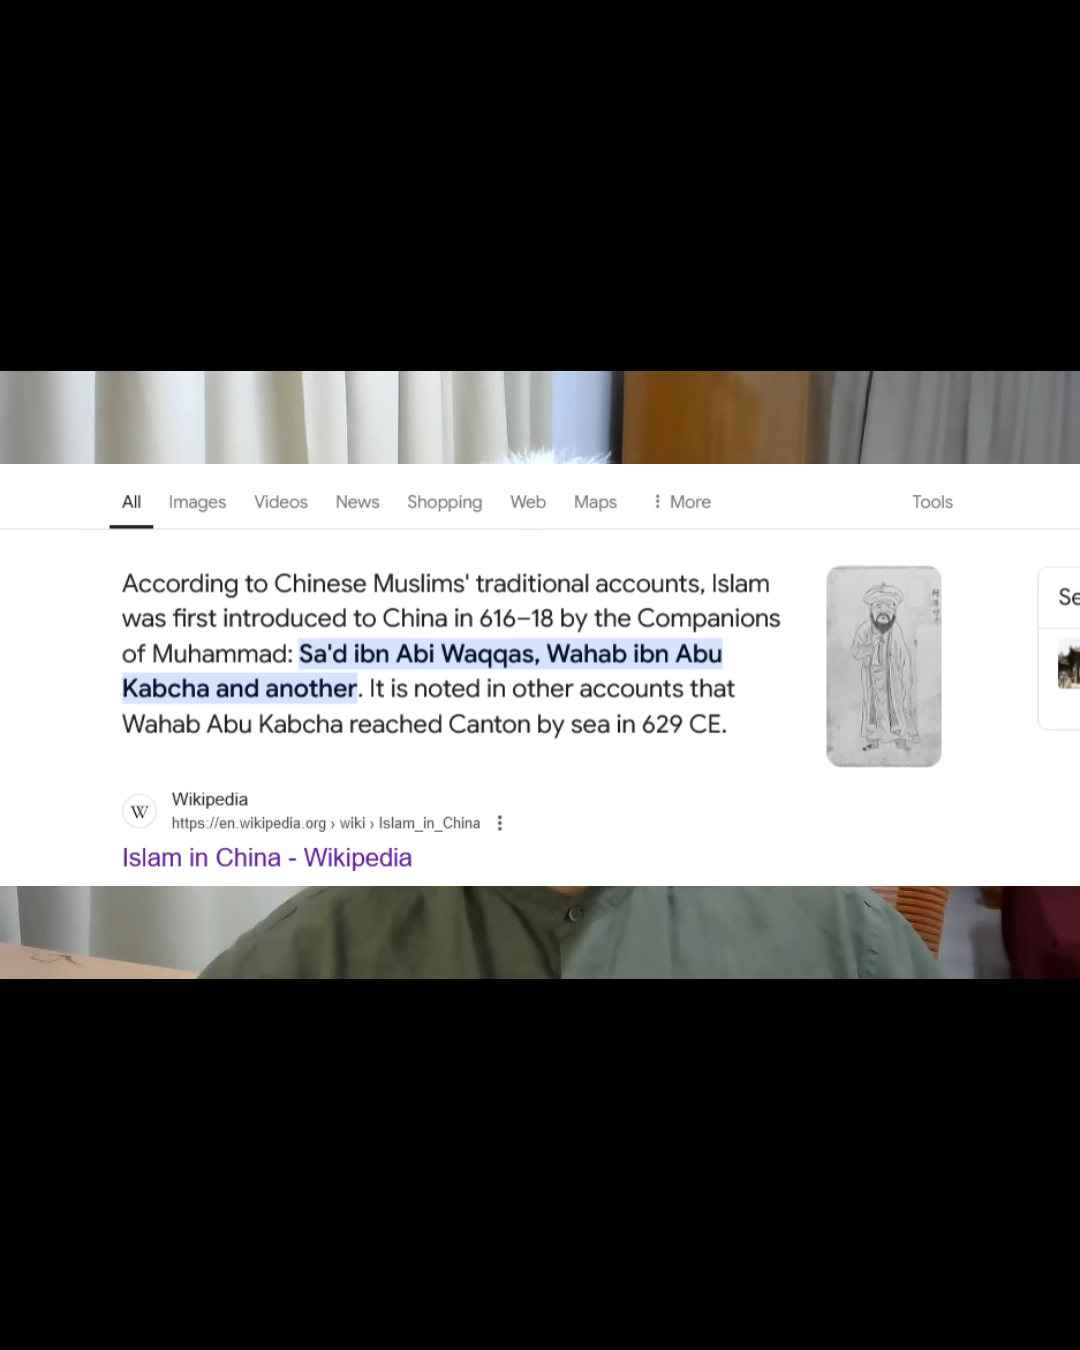 All Images Videos News Shopping Web Maps More Tools
According to Chinese Muslims' traditional accounts, Islam
was first introduced to China in 616–18 by the Companions
of Muhammad: Sa'd ibn Abi Waqqas, Wahab ibn Abu
Kabcha and another. It is noted in other accounts that
Wahab Abu Kabcha reached Canton by sea in 629 CE.
Se
W
Wikipedia
https://en.wikipedia.org › wiki › Islam_in_China
Islam in China - Wikipedia